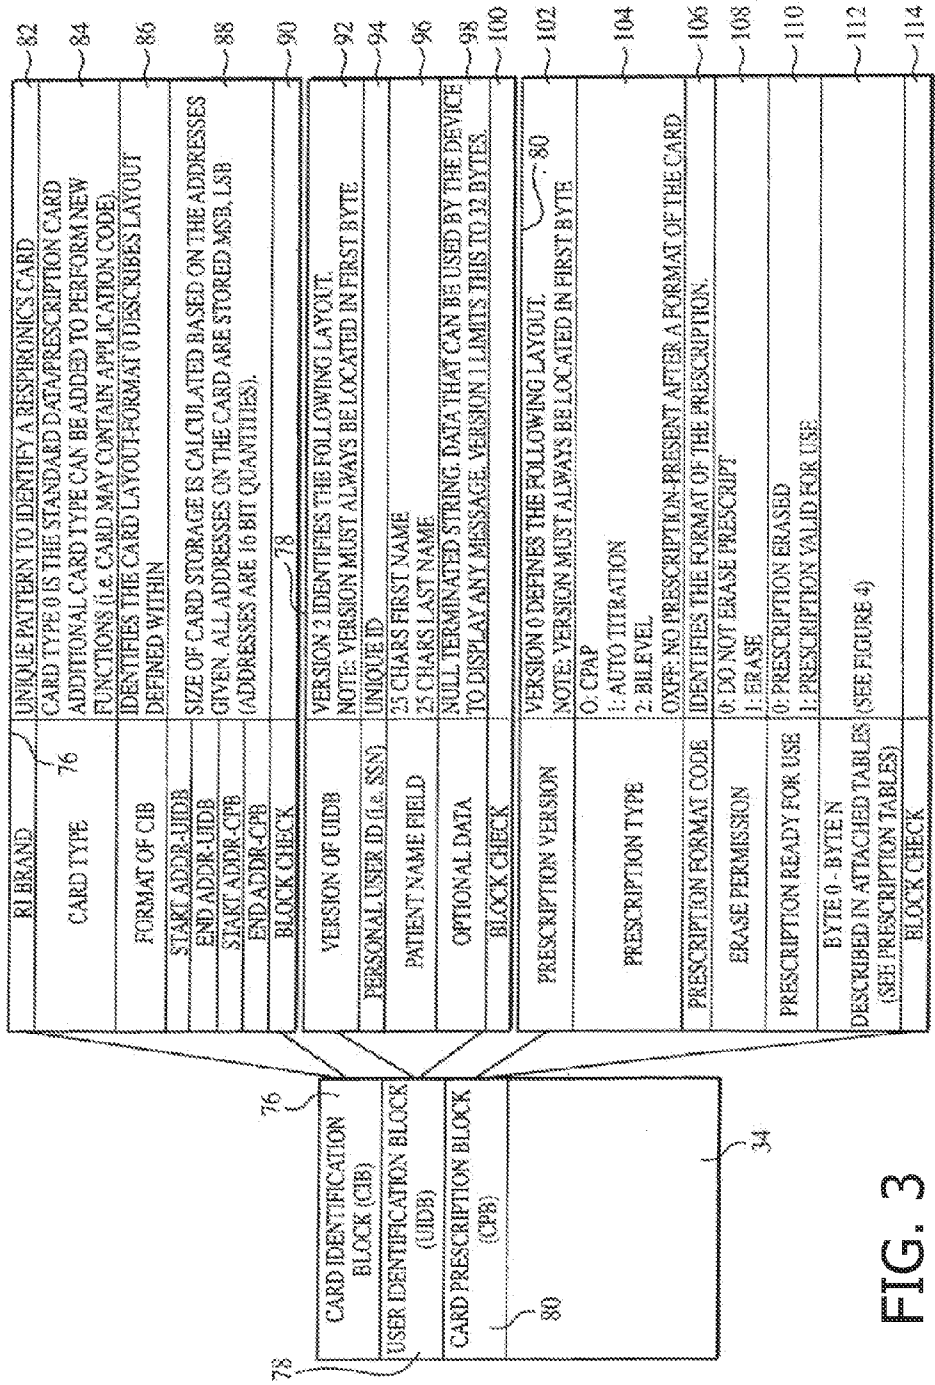 CARD IDENTIFICATION
BLOCK (CIB)
76
USER IDENTIFICATION BLOCK
(UIDB)
78
CARD PRESCRIPTION BLOCK
(CPB)
80
34
RI BRAND
UNIQUE PATTERN TO IDENTIFY A RESPIRONICS CARD
82
76
CARD TYPE
CARD TYPE 0 IS THE STANDARD DATA/PRESCRIPTION CARD
ADDITIONAL CARD TYPE CAN BE ADDED TO PERFORM NEW
FUNCTIONS (i.e. CARD MAY CONTAIN APPLICATION CODE).
84
FORMAT OF CIB
IDENTIFIES THE CARD LAYOUT-FORMAT 0 DESCRIBES LAYOUT
DEFINED WITHIN
86
START ADDR-UIDB
END ADDR-UIDB
START ADDR-CPB
END ADDR-CPB
SIZE OF CARD STORAGE IS CALCULATED BASED ON THE ADDRESSES
GIVEN ALL ADDRESSES ON THE CARD ARE STORED MSB, LSB
(ADDRESSES ARE 16 BIT QUANTITIES).
88
BLOCK CHECK
90
78
VERSION OF UIDB
VERSION 2 IDENTIFIES THE FOLLOWING LAYOUT.
NOTE: VERSION MUST ALWAYS BE LOCATED IN FIRST BYTE
92
PERSONAL USER ID (i.e. SSN)
UNIQUE ID
94
PATIENT NAME FIELD
25 CHARS FIRST NAME
25 CHARS LAST NAME
96
OPTIONAL DATA
NULL TERMINATED STRING. DATA THAT CAN BE USED BY THE DEVICE
TO DISPLAY ANY MESSAGE. VERSION 1 LIMITS THIS TO 32 BYTES.
98
BLOCK CHECK
100
PRESCRIPTION VERSION
VERSION 0 DEFINES THE FOLLOWING LAYOUT.
NOTE: VERSION MUST ALWAYS BE LOCATED IN FIRST BYTE
80
102
PRESCRIPTION TYPE
O: CPAP
1: AUTO TITRATION
2: BILEVEL
OXFF: NO PRESCRIPTION-PRESENT AFTER A FORMAT OF THE CARD
104
PRESCRIPTION FORMAT CODE
IDENTIFIES THE FORMAT OF THE PRESCRIPTION.
106
ERASE PERMISSION
0: DO NOT ERASE PRESCRIPT
1: ERASE
108
PRESCRIPTION READY FOR USE
0: PRESCRIPTION ERASED
1: PRESCRIPTION VALID FOR USE
110
BYTE 0 - BYTE N
DESCRIBED IN ATTACHED TABLES (SEE FIGURE 4)
(SEE PRESCRIPTION TABLES)
112
BLOCK CHECK
114
FIG. 3